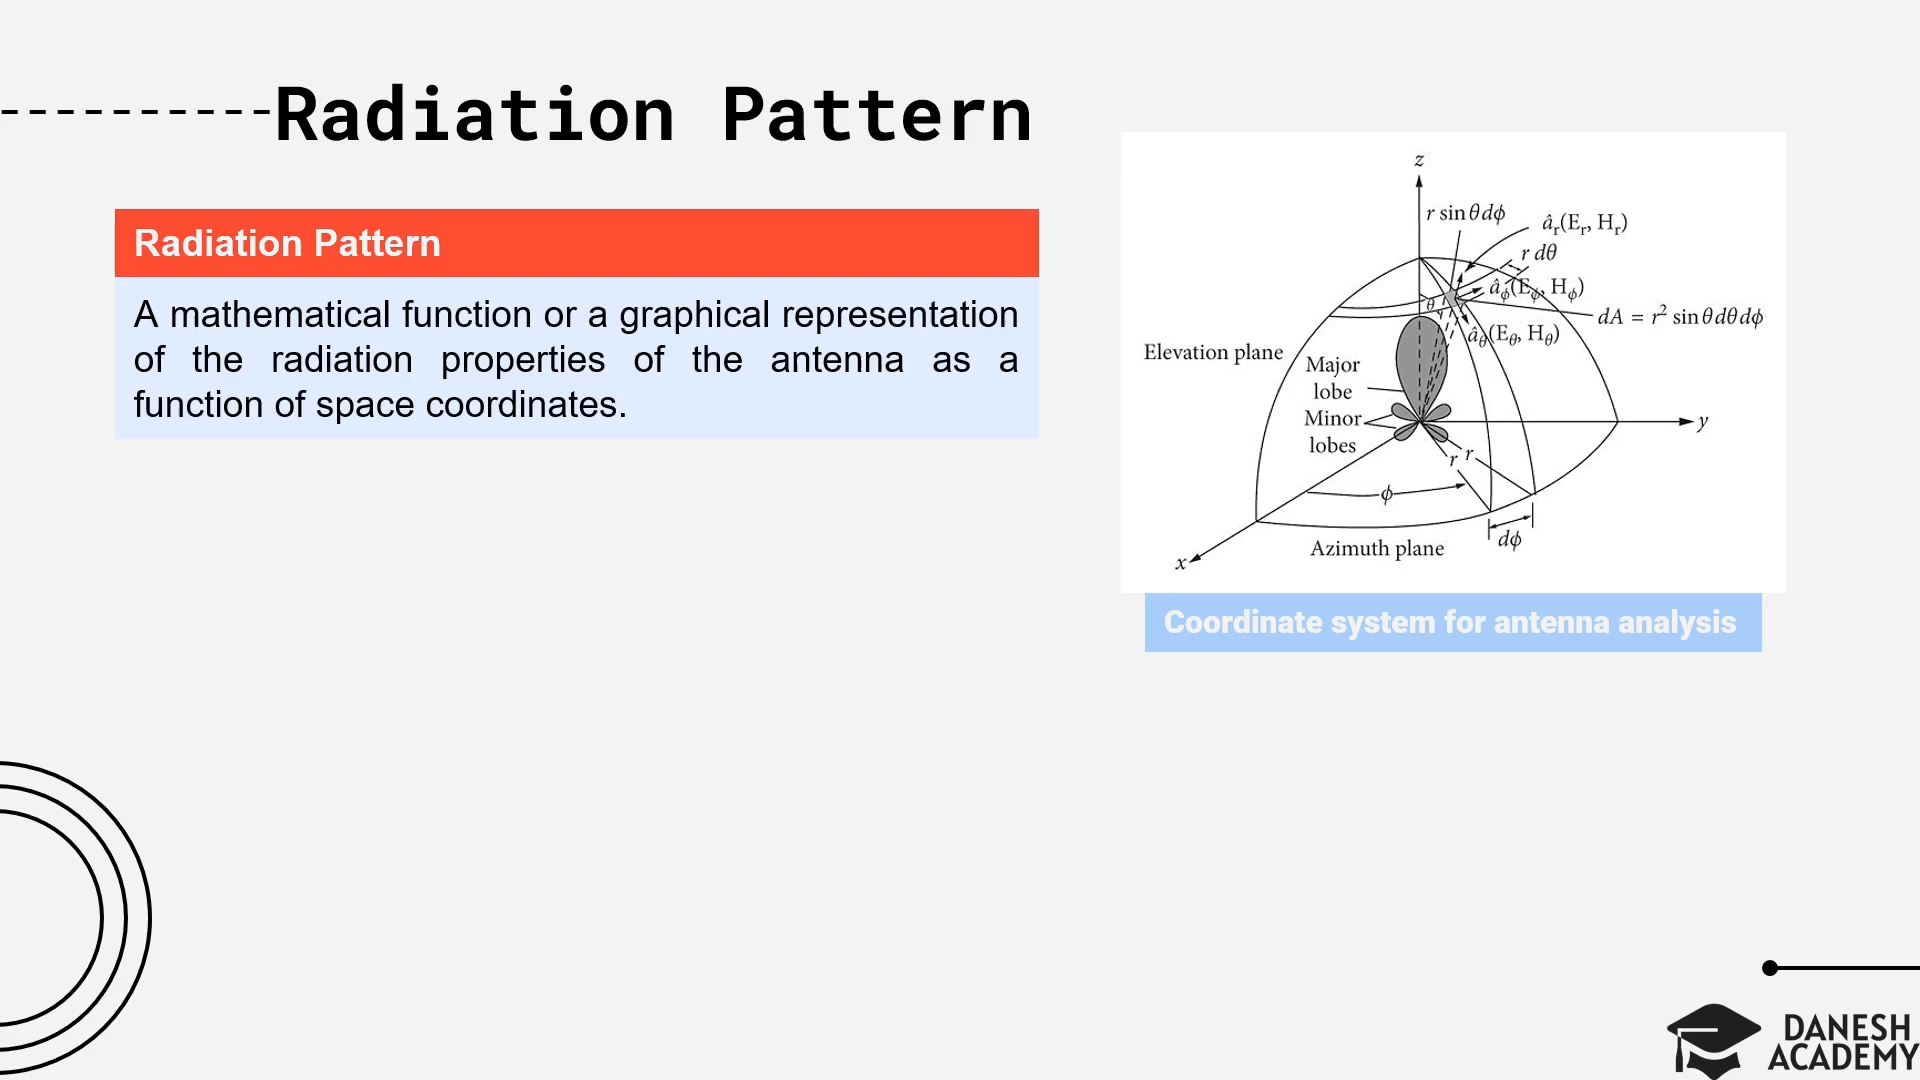 Radiation Pattern
Radiation Pattern
A mathematical function or a graphical representation
of the radiation properties of the antenna as a
function of space coordinates.
z
r sin θ dϕ
âr(Er, Hr)
r dθ
âϕ(Eϕ, Hϕ)
θ
dA = r² sin θ dθ dϕ
âθ(Eθ, Hθ)
Elevation plane
Major
lobe
Minor
lobes
y
r
r
ϕ
dϕ
Azimuth plane
x
Coordinate system for antenna analysis
DANESH
ACADEMY